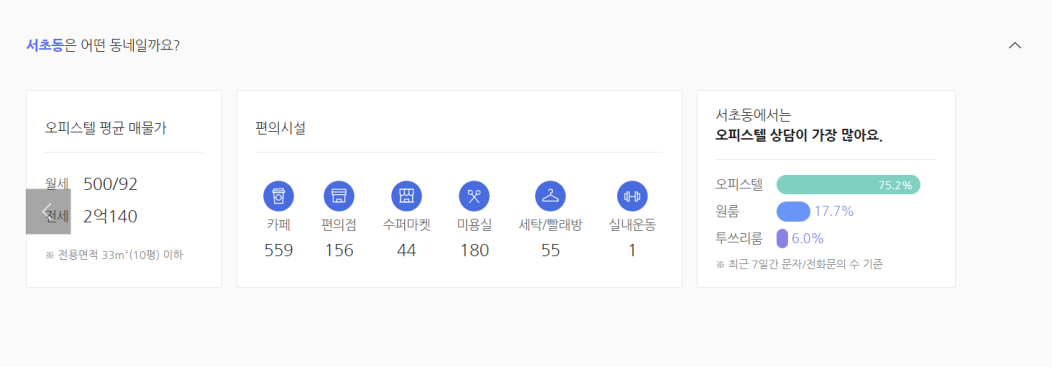 서초동은 어떤 동네일까요?
오피스텔 평균 매물가
월세 500/92
전세 2억140
※ 전용면적 33m²(10평) 이하
편의시설
카페 편의점 수퍼마켓 미용실 세탁/빨래방 실내운동
559 156 44 180 55 1
서초동에서는
오피스텔 상담이 가장 많아요.
오피스텔 75.2%
원룸 17.7%
투쓰리룸 6.0%
※ 최근 7일간 문자/전화문의 수 기준